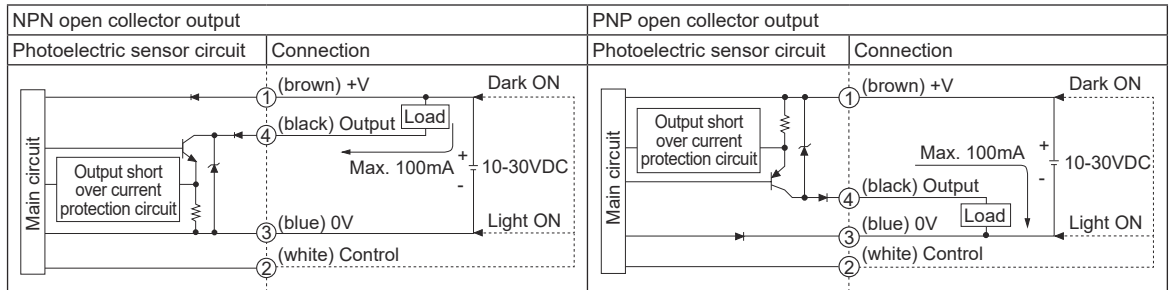 NPN open collector output
Photoelectric sensor circuit
Connection
Main circuit
Output short
over current
protection circuit
1
(brown) +V
Dark ON
Load
4
(black) Output
Max. 100mA
+
-
10-30VDC
3
(blue) 0V
Light ON
2
(white) Control
PNP open collector output
Photoelectric sensor circuit
Connection
Main circuit
Output short
over current
protection circuit
1
(brown) +V
Dark ON
Max. 100mA
+
-
10-30VDC
4
(black) Output
Load
3
(blue) 0V
Light ON
2
(white) Control